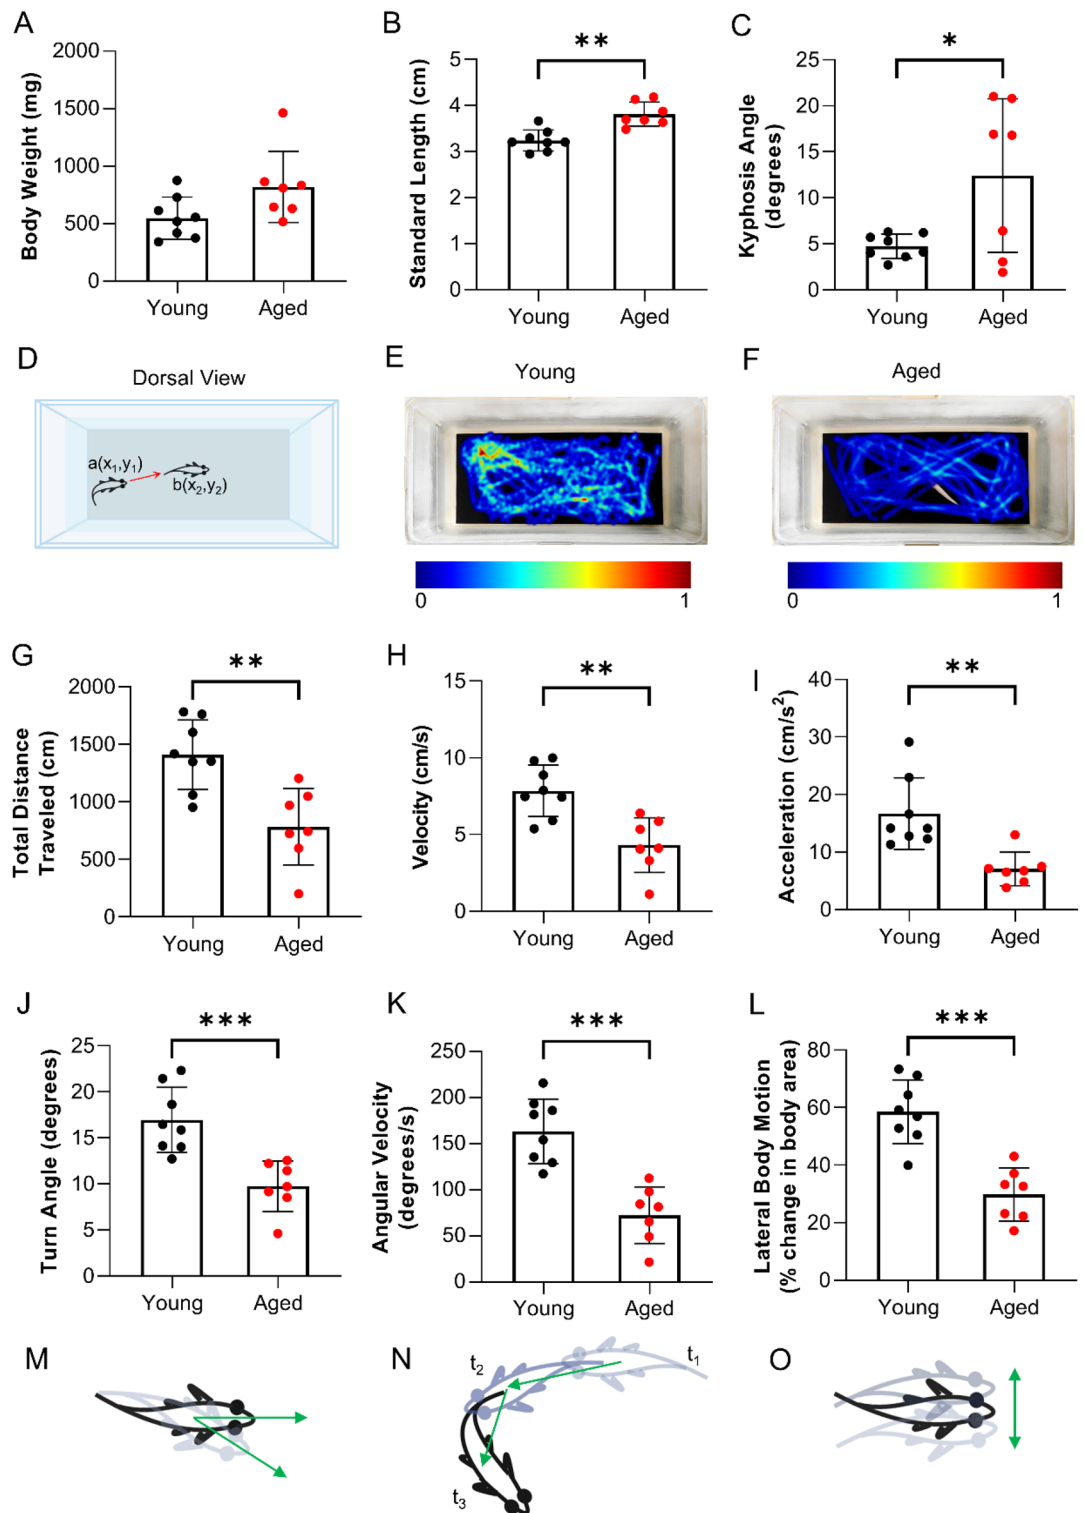 A
Body Weight (mg)
2000
1500
1000
500
0
Young
Aged
B
**
Standard Length (cm)
5
4
3
2
1
0
Young
Aged
C
*
Kyphosis Angle
(degrees)
25
20
15
10
5
0
Young
Aged
D
Dorsal View
a(x₁,y₁)
b(x₂,y₂)
E
Young
0
1
F
Aged
0
1
G
**
Total Distance
Traveled (cm)
2000
1500
1000
500
0
Young
Aged
H
**
Velocity (cm/s)
15
10
5
0
Young
Aged
I
**
Acceleration (cm/s²)
40
30
20
10
0
Young
Aged
J
***
Turn Angle (degrees)
25
20
15
10
5
0
Young
Aged
K
***
Angular Velocity
(degrees/s)
250
200
150
100
50
0
Young
Aged
L
***
Lateral Body Motion
(% change in body area)
80
60
40
20
0
Young
Aged
M
N
t₁
t₂
t₃
O